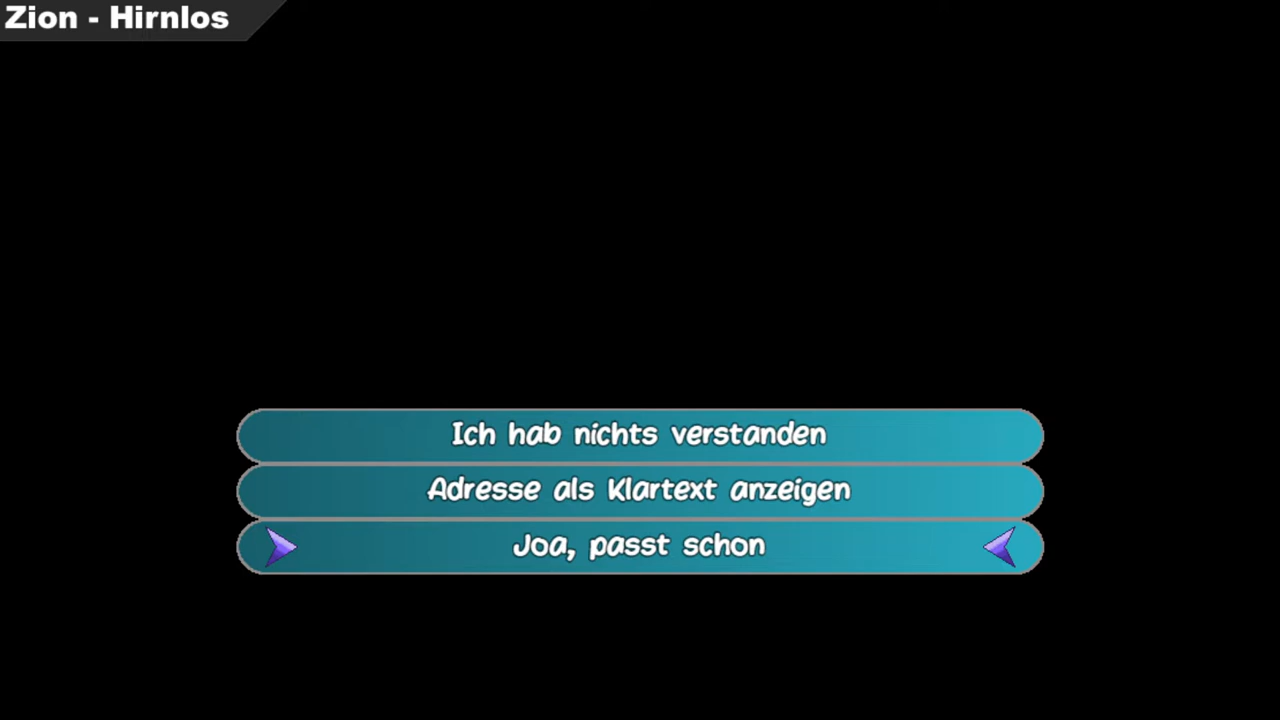 Zion - Hirnlos
Ich hab nichts verstanden
Adresse als Klartext anzeigen
Joa, passt schon